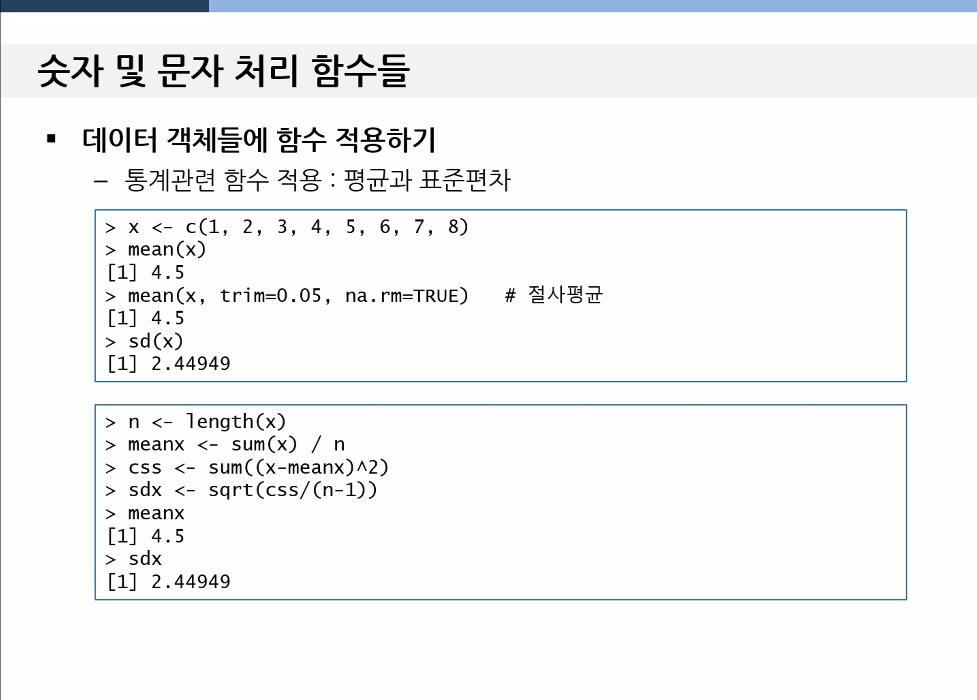 숫자 및 문자 처리 함수들
▪ 데이터 객체들에 함수 적용하기
– 통계관련 함수 적용 : 평균과 표준편차
> x <- c(1, 2, 3, 4, 5, 6, 7, 8)
> mean(x)
[1] 4.5
> mean(x, trim=0.05, na.rm=TRUE)   # 절사평균
[1] 4.5
> sd(x)
[1] 2.44949
> n <- length(x)
> meanx <- sum(x) / n
> css <- sum((x-meanx)^2)
> sdx <- sqrt(css/(n-1))
> meanx
[1] 4.5
> sdx
[1] 2.44949